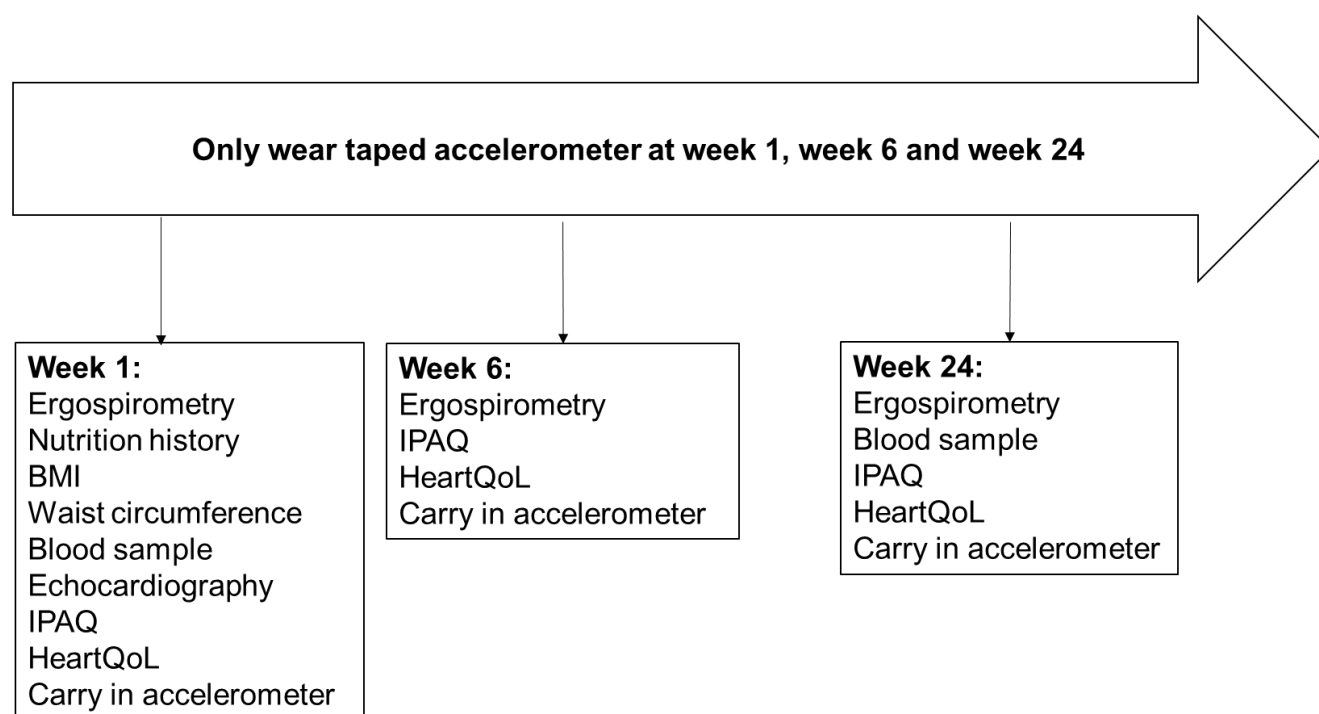 Only wear taped accelerometer at week 1, week 6 and week 24
Week 1:
Ergospirometry
Nutrition history
BMI
Waist circumference
Blood sample
Echocardiography
IPAQ
HeartQoL
Carry in accelerometer
Week 6:
Ergospirometry
IPAQ
HeartQoL
Carry in accelerometer
Week 24:
Ergospirometry
Blood sample
IPAQ
HeartQoL
Carry in accelerometer